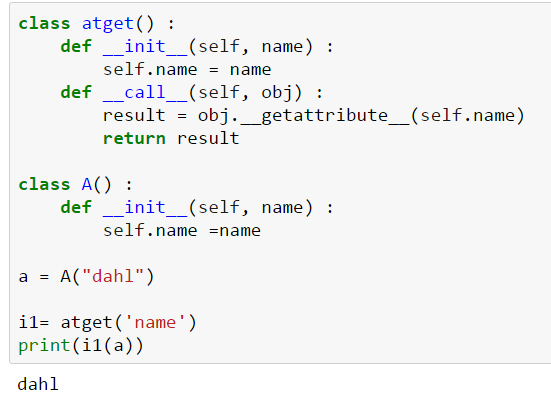 class atget() :
    def __init__(self, name) :
        self.name = name
    def __call__(self, obj) :
        result = obj.__getattribute__(self.name)
        return result

class A() :
    def __init__(self, name) :
        self.name =name

a = A("dahl")

i1= atget('name')
print(i1(a))
dahl